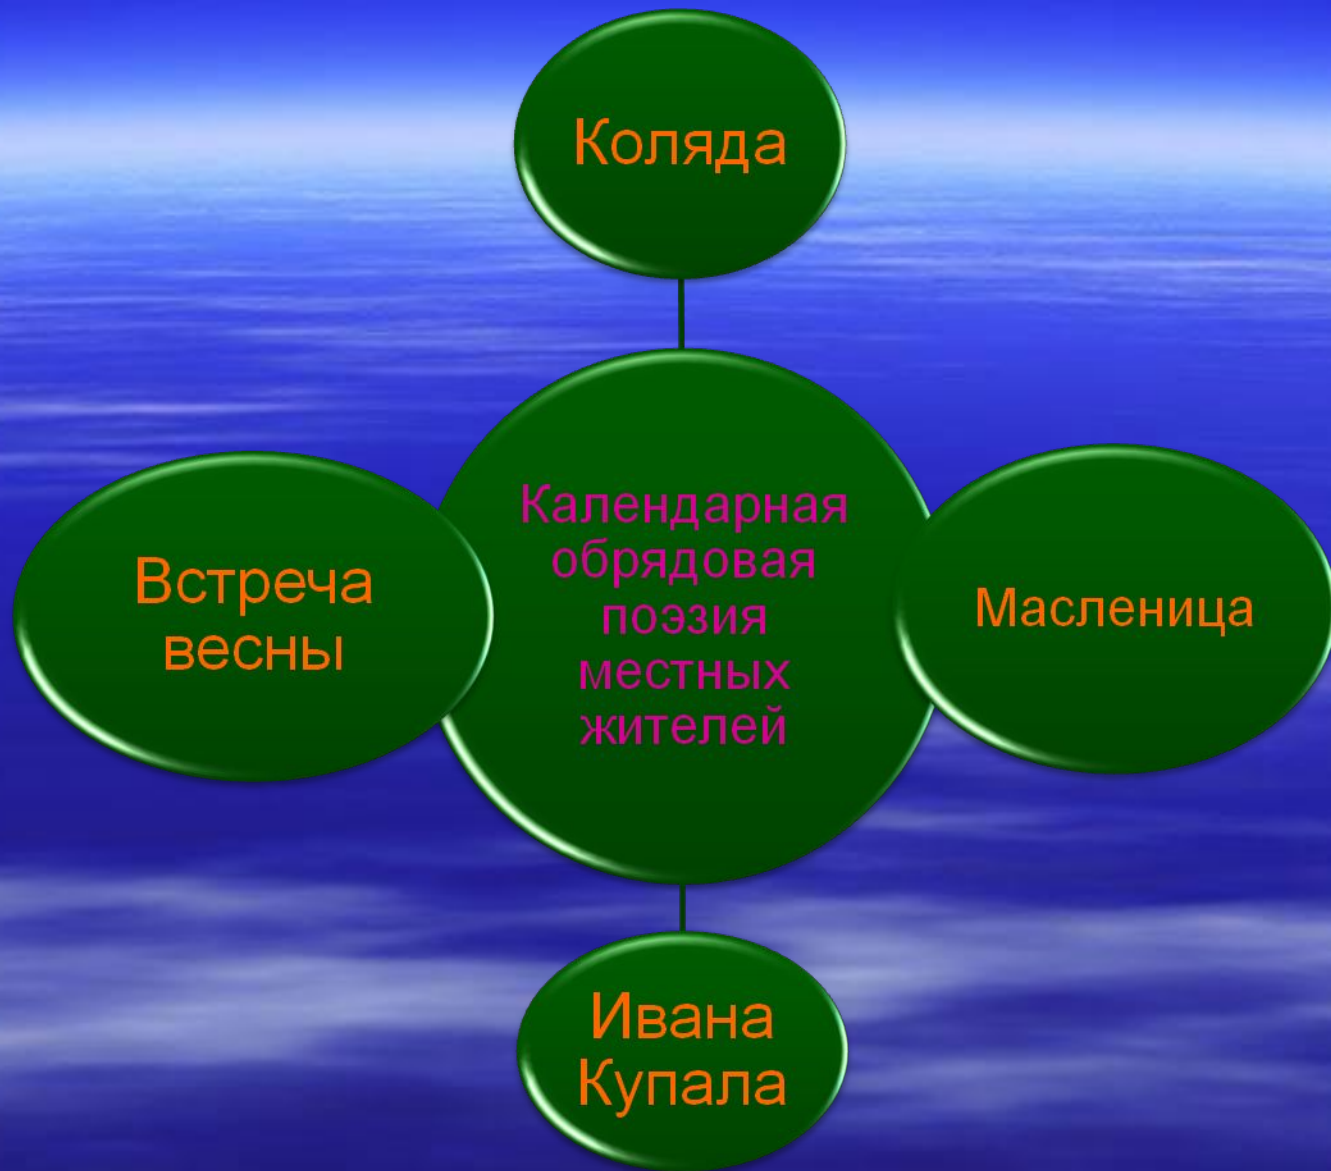 Коляда
Календарная
обрядовая
поэзия
местных
жителей
Встреча
весны
Масленица
Ивана
Купала